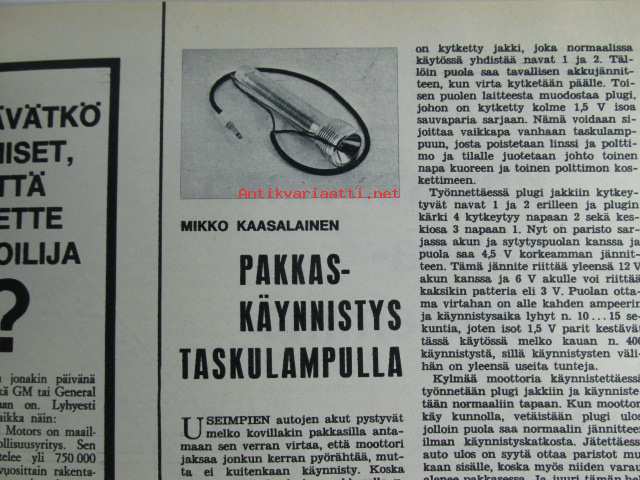 ÄVÄTKÖ
ISET,
TTÄ
ETTE
OILIJA
?
jonakin päivänä
kä GM tai General
an on. Lyhyesti
aikka näin:
Motors on maail-
ollisuusyritys. Sen
telee yli 750 000
vuosittain rakenta-
Antikvariaatti.net
MIKKO KAASALAINEN
PAKKAS-
KÄYNNISTYS
TASKULAMPULLA
USEIMPIEN autojen akut pystyvät
melko kovillakin pakkasilla anta-
maan sen verran virtaa, että moottori
jaksaa jonkun kerran pyörähtää, mut-
ta ei kuitenkaan käynnisty. Koska
on kytketty jakki, joka normaalissa
käytössä yhdistää navat 1 ja 2. Täl-
löin puola saa tavallisen akkujännit-
teen, kun virta kytketään päälle. Toi-
sen puolen laitteesta muodostaa plugi,
johon on kytketty kolme 1,5 V isoa
sauvaparia sarjaan. Nämä voidaan si-
joittaa vaikkapa vanhaan taskulamp-
puun, josta poistetaan linssi ja poltti-
mo ja tilalle juotetaan johto toinen
napa kuoreen ja toinen polttimon kos-
kettimeen.
Työnnettäessä plugi jakkiin kytkey-
tyvät navat 1 ja 2 erilleen ja plugin
kärki 4 kytkeytyy napaan 2 sekä kes-
kiosa 3 napaan 1. Nyt on paristo sar-
jassa akun ja sytytyspuolan kanssa ja
puola saa 4,5 V korkeamman jännit-
teen. Tämä jännite riittää yleensä 12 V
akun kanssa ja 6 V akulle voi riittää
kaksikin patteria eli 3 V. Puolan otta-
ma virtahan on alle kahden ampeerin
ja käynnistysaika lyhyt n. 10...15 se-
kuntia, joten isot 1,5 V parit kestävät
tässä käytössä melko kauan n. 400
käynnistystä, sillä käynnistysten väli-
hän on yleensä useita tunteja.
Kylmää moottoria käynnistettäessä
työnnetään plugi jakkiin ja käynniste-
tään normaaliin tapaan. Kun moottori
käy kunnolla, vetäistään plugi ulos
jolloin puola saa normaalin jännitteen
ilman käynnistyskatkosta. Jätettäessä
auto ulos on syytä ottaa paristot mu-
kaan sisälle, koska myös niiden varau